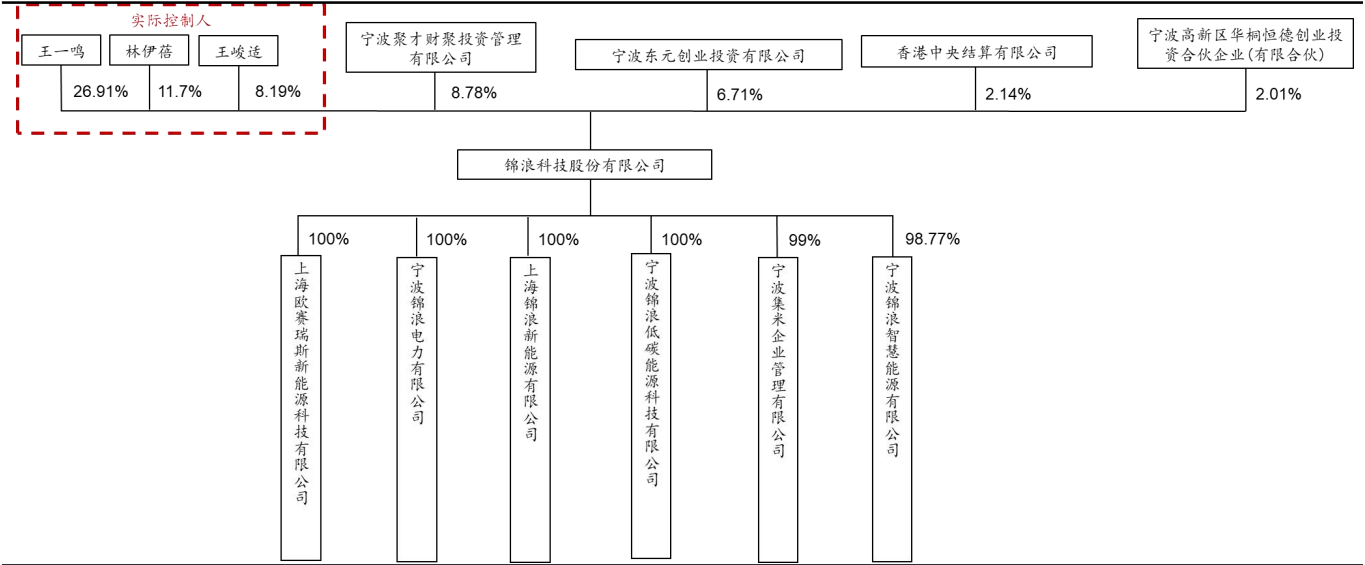 实际控制人
王一鸣
林伊蓓
王峻适
宁波聚才财聚投资管理
有限公司
宁波东元创业投资有限公司
香港中央结算有限公司
宁波高新区华桐恒德创业投
资合伙企业(有限合伙)
26.91%
11.7%
8.19%
8.78%
6.71%
2.14%
2.01%
锦浪科技股份有限公司
100%
100%
100%
100%
99%
98.77%
上海欧赛瑞斯新能源科技有限公司
宁波锦浪电力有限公司
上海锦浪新能源有限公司
宁波锦浪低碳能源科技有限公司
宁波集米企业管理有限公司
宁波锦浪智慧能源有限公司